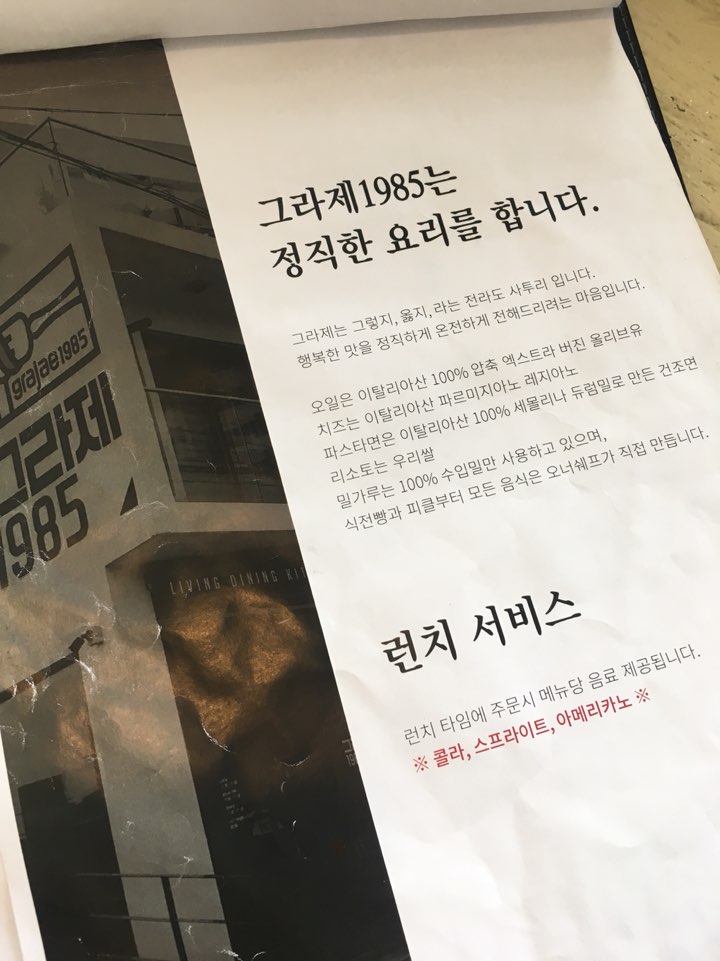 그라제1985는
정직한 요리를 합니다.
그라제는 그렇지, 옳지, 라는 전라도 사투리 입니다.
행복한 맛을 정직하게 온전하게 전해드리려는 마음입니다.
오일은 이탈리아산 100% 압축 엑스트라 버진 올리브유
치즈는 이탈리아산 파르미지아노 레지아노
파스타면은 이탈리아산 100% 세몰리나 듀럼밀로 만든 건조면
리소토는 우리쌀
밀가루는 100% 수입밀만 사용하고 있으며,
식전빵과 피클부터 모든 음식은 오너쉐프가 직접 만듭니다.
런치 서비스
런치 타임에 주문시 메뉴당 음료 제공됩니다.
※ 콜라, 스프라이트, 아메리카노 ※
grajae1985
그라제
1985
LIVING DINING